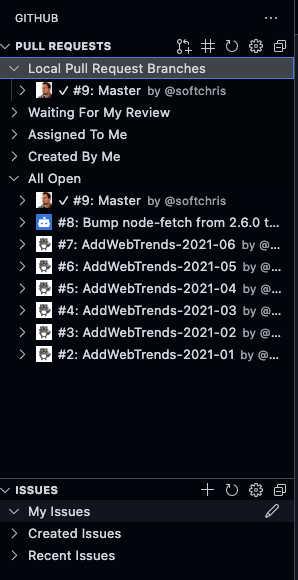 GITHUB
PULL REQUESTS
Local Pull Request Branches
✓ #9: Master by @softchris
Waiting For My Review
Assigned To Me
Created By Me
All Open
✓ #9: Master by @softchris
#8: Bump node-fetch from 2.6.0 t...
#7: AddWebTrends-2021-06 by @...
#6: AddWebTrends-2021-05 by @...
#5: AddWebTrends-2021-04 by @...
#4: AddWebTrends-2021-03 by @...
#3: AddWebTrends-2021-02 by @...
#2: AddWebTrends-2021-01 by @...
ISSUES
My Issues
Created Issues
Recent Issues